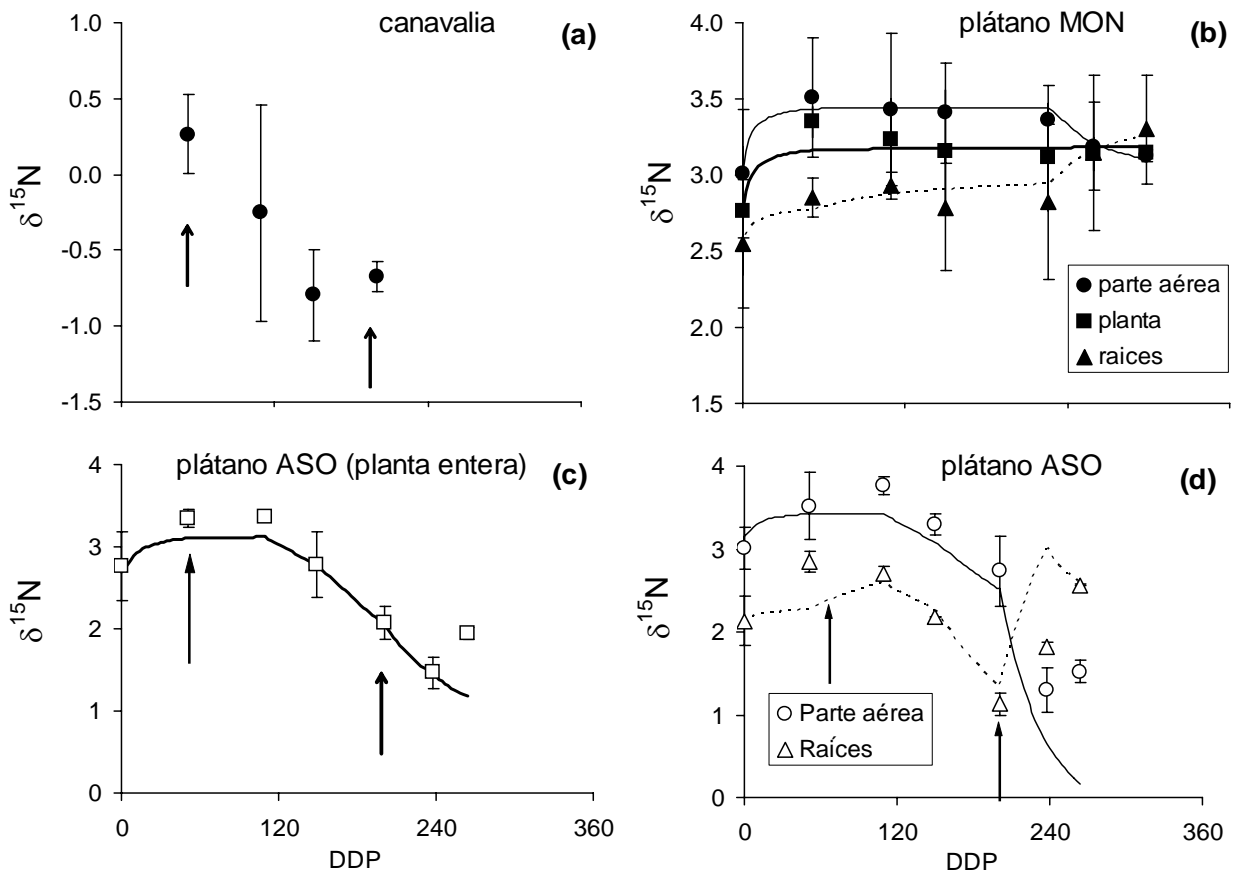 canavalia
(a)
1.0
0.5
0.0
-0.5
-1.0
-1.5
δ15N
plátano MON
(b)
4.0
3.5
3.0
2.5
2.0
1.5
δ15N
parte aérea
planta
raices
plátano ASO (planta entera)
(c)
4
3
2
1
0
δ15N
0 120 240 360
DDP
plátano ASO
(d)
4
3
2
1
0
δ15N
Parte aérea
Raíces
0 120 240 360
DDP